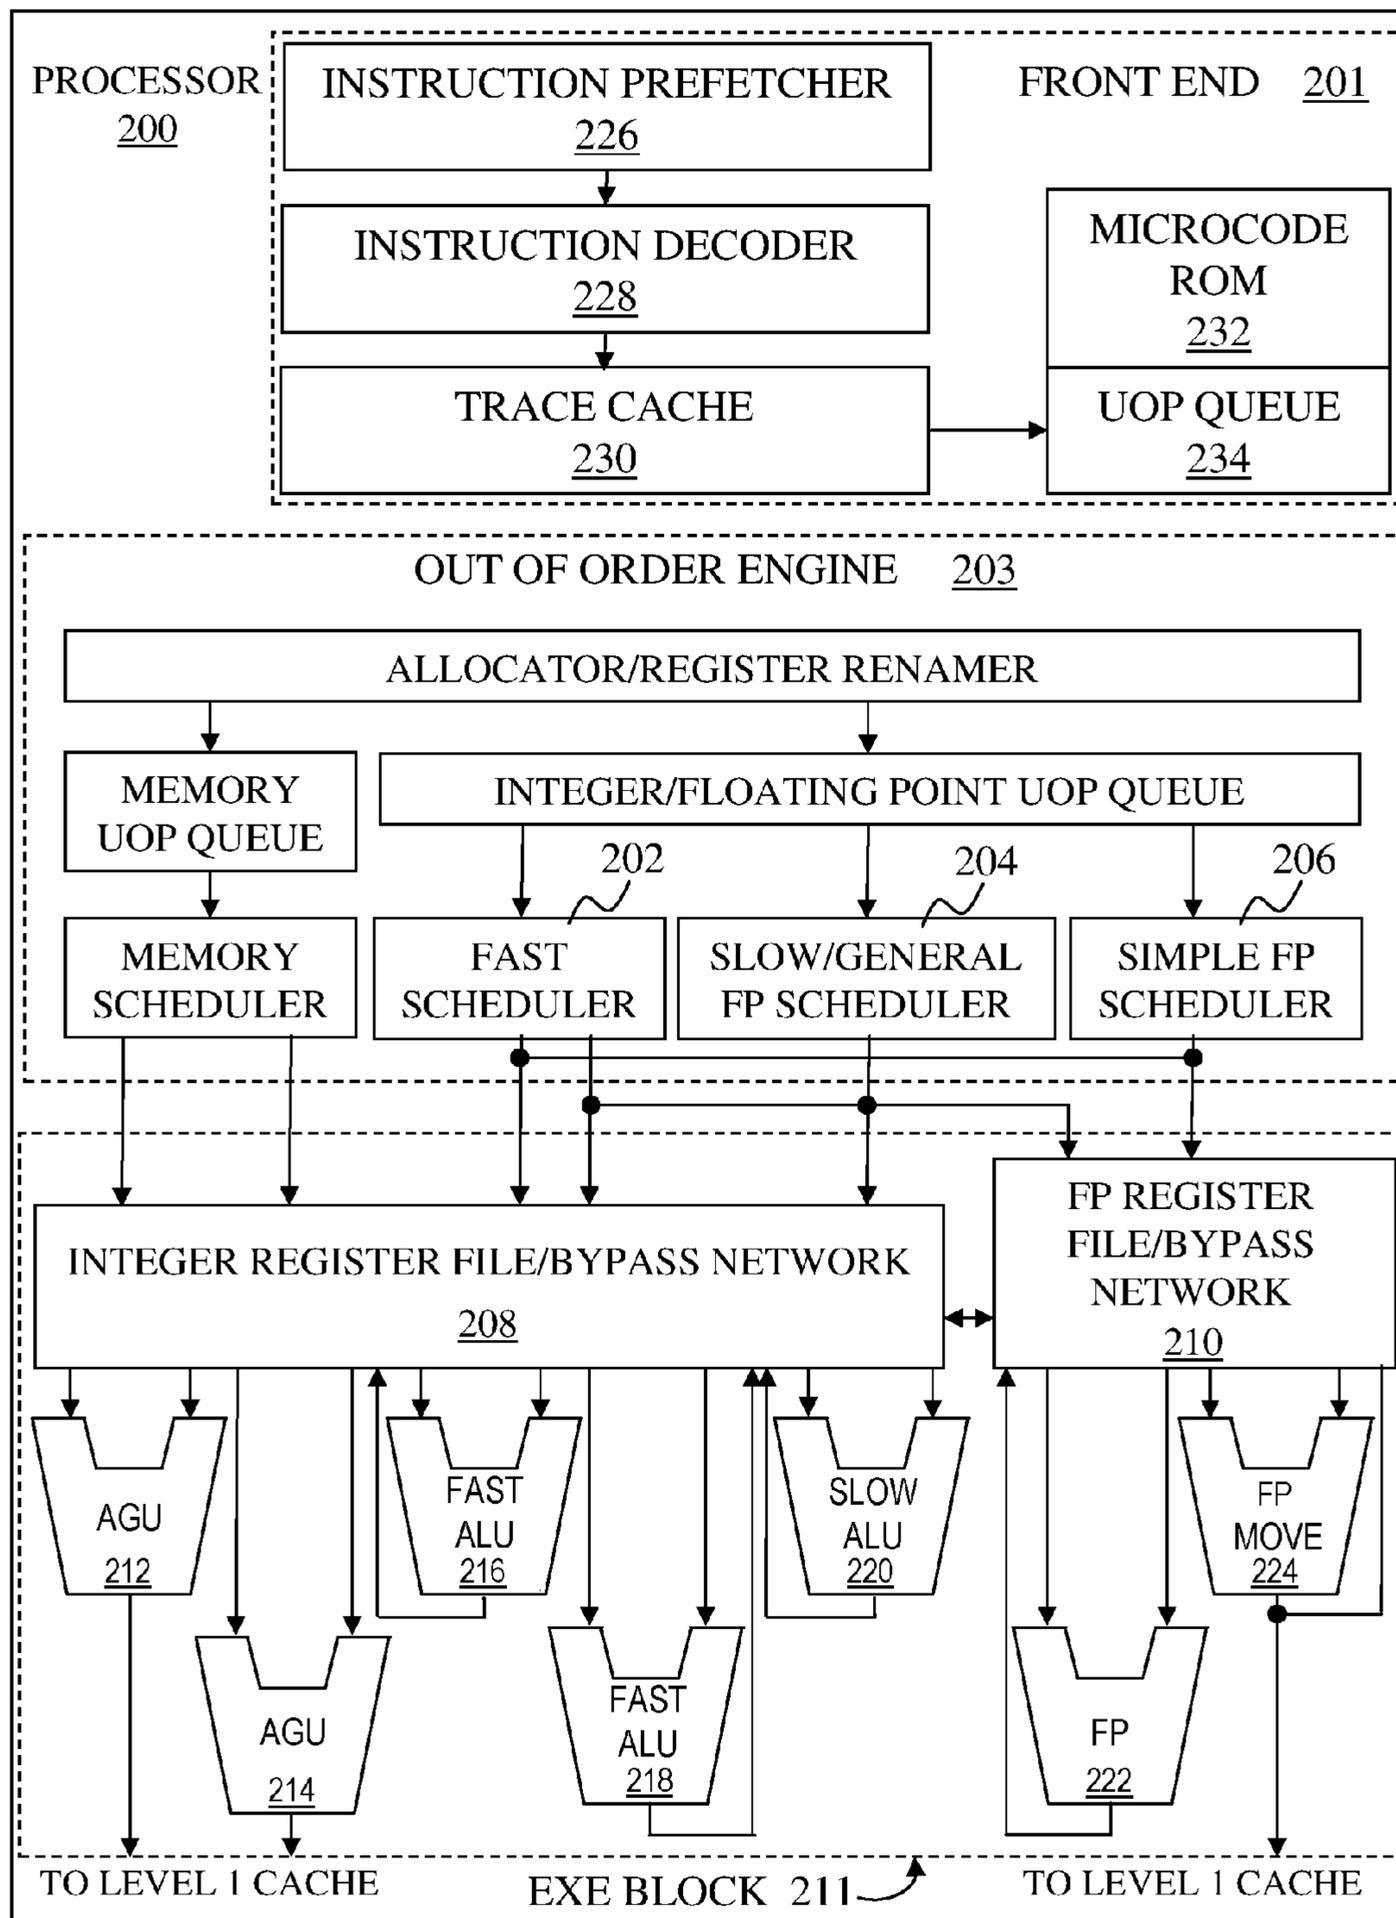 PROCESSOR
200
INSTRUCTION PREFETCHER
226
FRONT END 201
INSTRUCTION DECODER
228
MICROCODE
ROM
232
TRACE CACHE
230
UOP QUEUE
234
OUT OF ORDER ENGINE 203
ALLOCATOR/REGISTER RENAMER
MEMORY
UOP QUEUE
INTEGER/FLOATING POINT UOP QUEUE
202
204
206
MEMORY
SCHEDULER
FAST
SCHEDULER
SLOW/GENERAL
FP SCHEDULER
SIMPLE FP
SCHEDULER
INTEGER REGISTER FILE/BYPASS NETWORK
208
FP REGISTER
FILE/BYPASS
NETWORK
210
AGU
212
FAST
ALU
216
SLOW
ALU
220
FP
MOVE
224
AGU
214
FAST
ALU
218
FP
222
TO LEVEL 1 CACHE
EXE BLOCK 211
TO LEVEL 1 CACHE